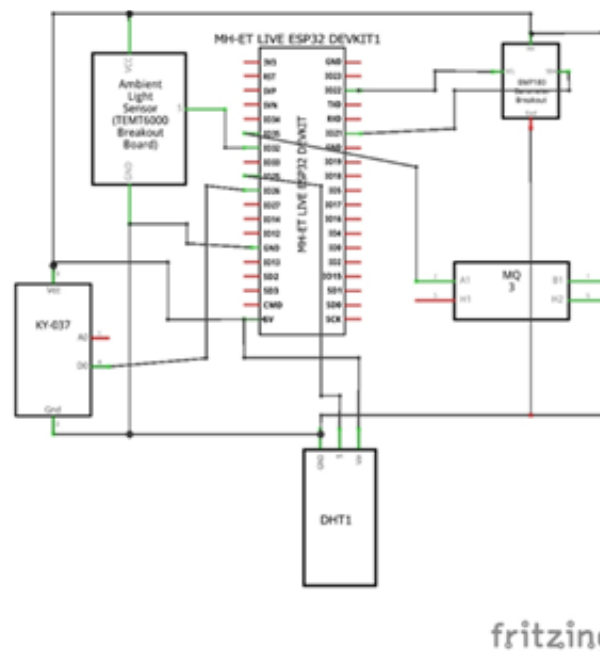 MH-ET LIVE ESP32 DEVKIT1
VCC
Ambient
Light
Sensor
(TEMT6000
Breakout
Board)
S
GND
MH-ET LIVE ESP32 DEVKIT
3V3
RST
SVP
SVN
IO34
IO35
IO32
IO33
IO25
IO26
IO27
IO14
IO12
GND
IO13
SD2
SD3
CMD
5V
GND
IO23
IO22
TXD
RXD
IO21
GND
IO19
IO18
IO5
IO17
IO16
IO4
IO0
IO2
IO15
SD1
SD0
SCK
BMP180
Barometer
Breakout
MQ
3
A1
H1
B1
H2
Vcc
KY-037
A0
D0
Gnd
GND
DHT1
fritzing